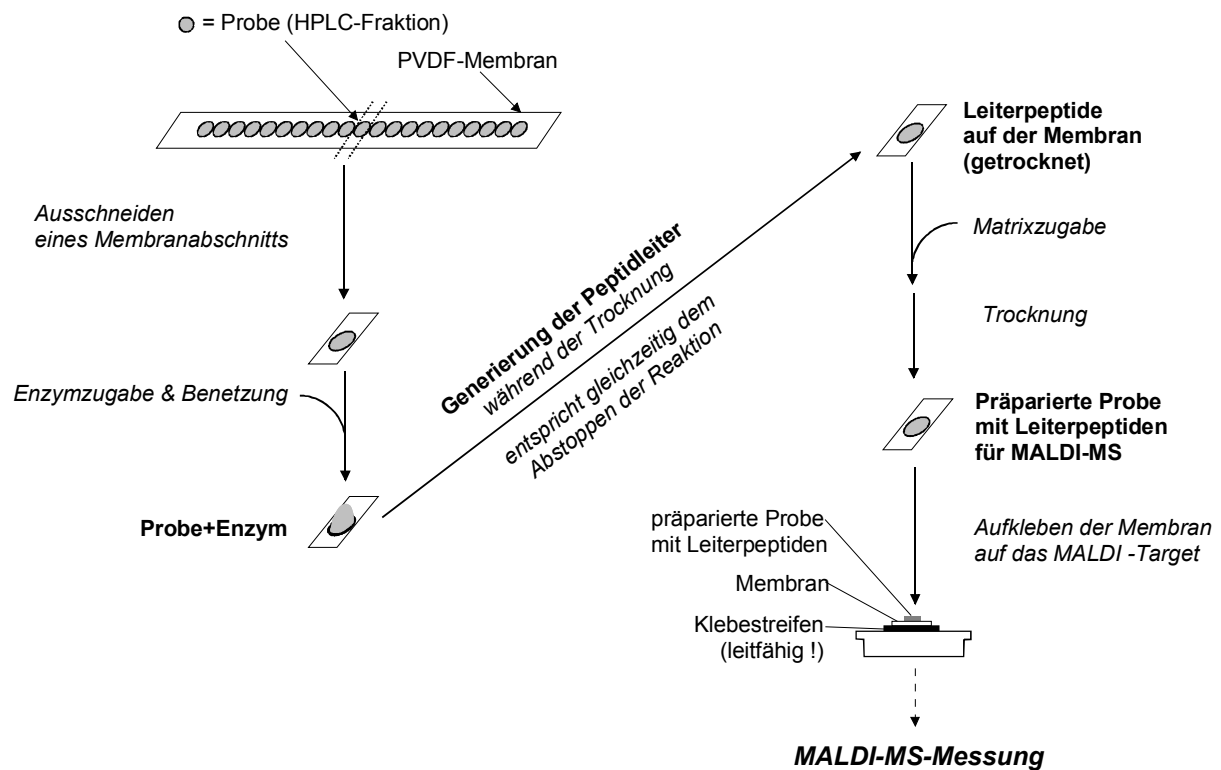 = Probe (HPLC-Fraktion)
PVDF-Membran
Ausschneiden
eines Membranabschnitts
Enzymzugabe & Benetzung
Probe+Enzym
Generierung der Peptidleiter
während der Trocknung
entspricht gleichzeitig dem
Abstoppen der Reaktion
Leiterpeptide
auf der Membran
(getrocknet)
Matrixzugabe
Trocknung
Präparierte Probe
mit Leiterpeptiden
für MALDI-MS
Aufkleben der Membran
auf das MALDI -Target
präparierte Probe
mit Leiterpeptiden
Membran
Klebestreifen
(leitfähig !)
MALDI-MS-Messung